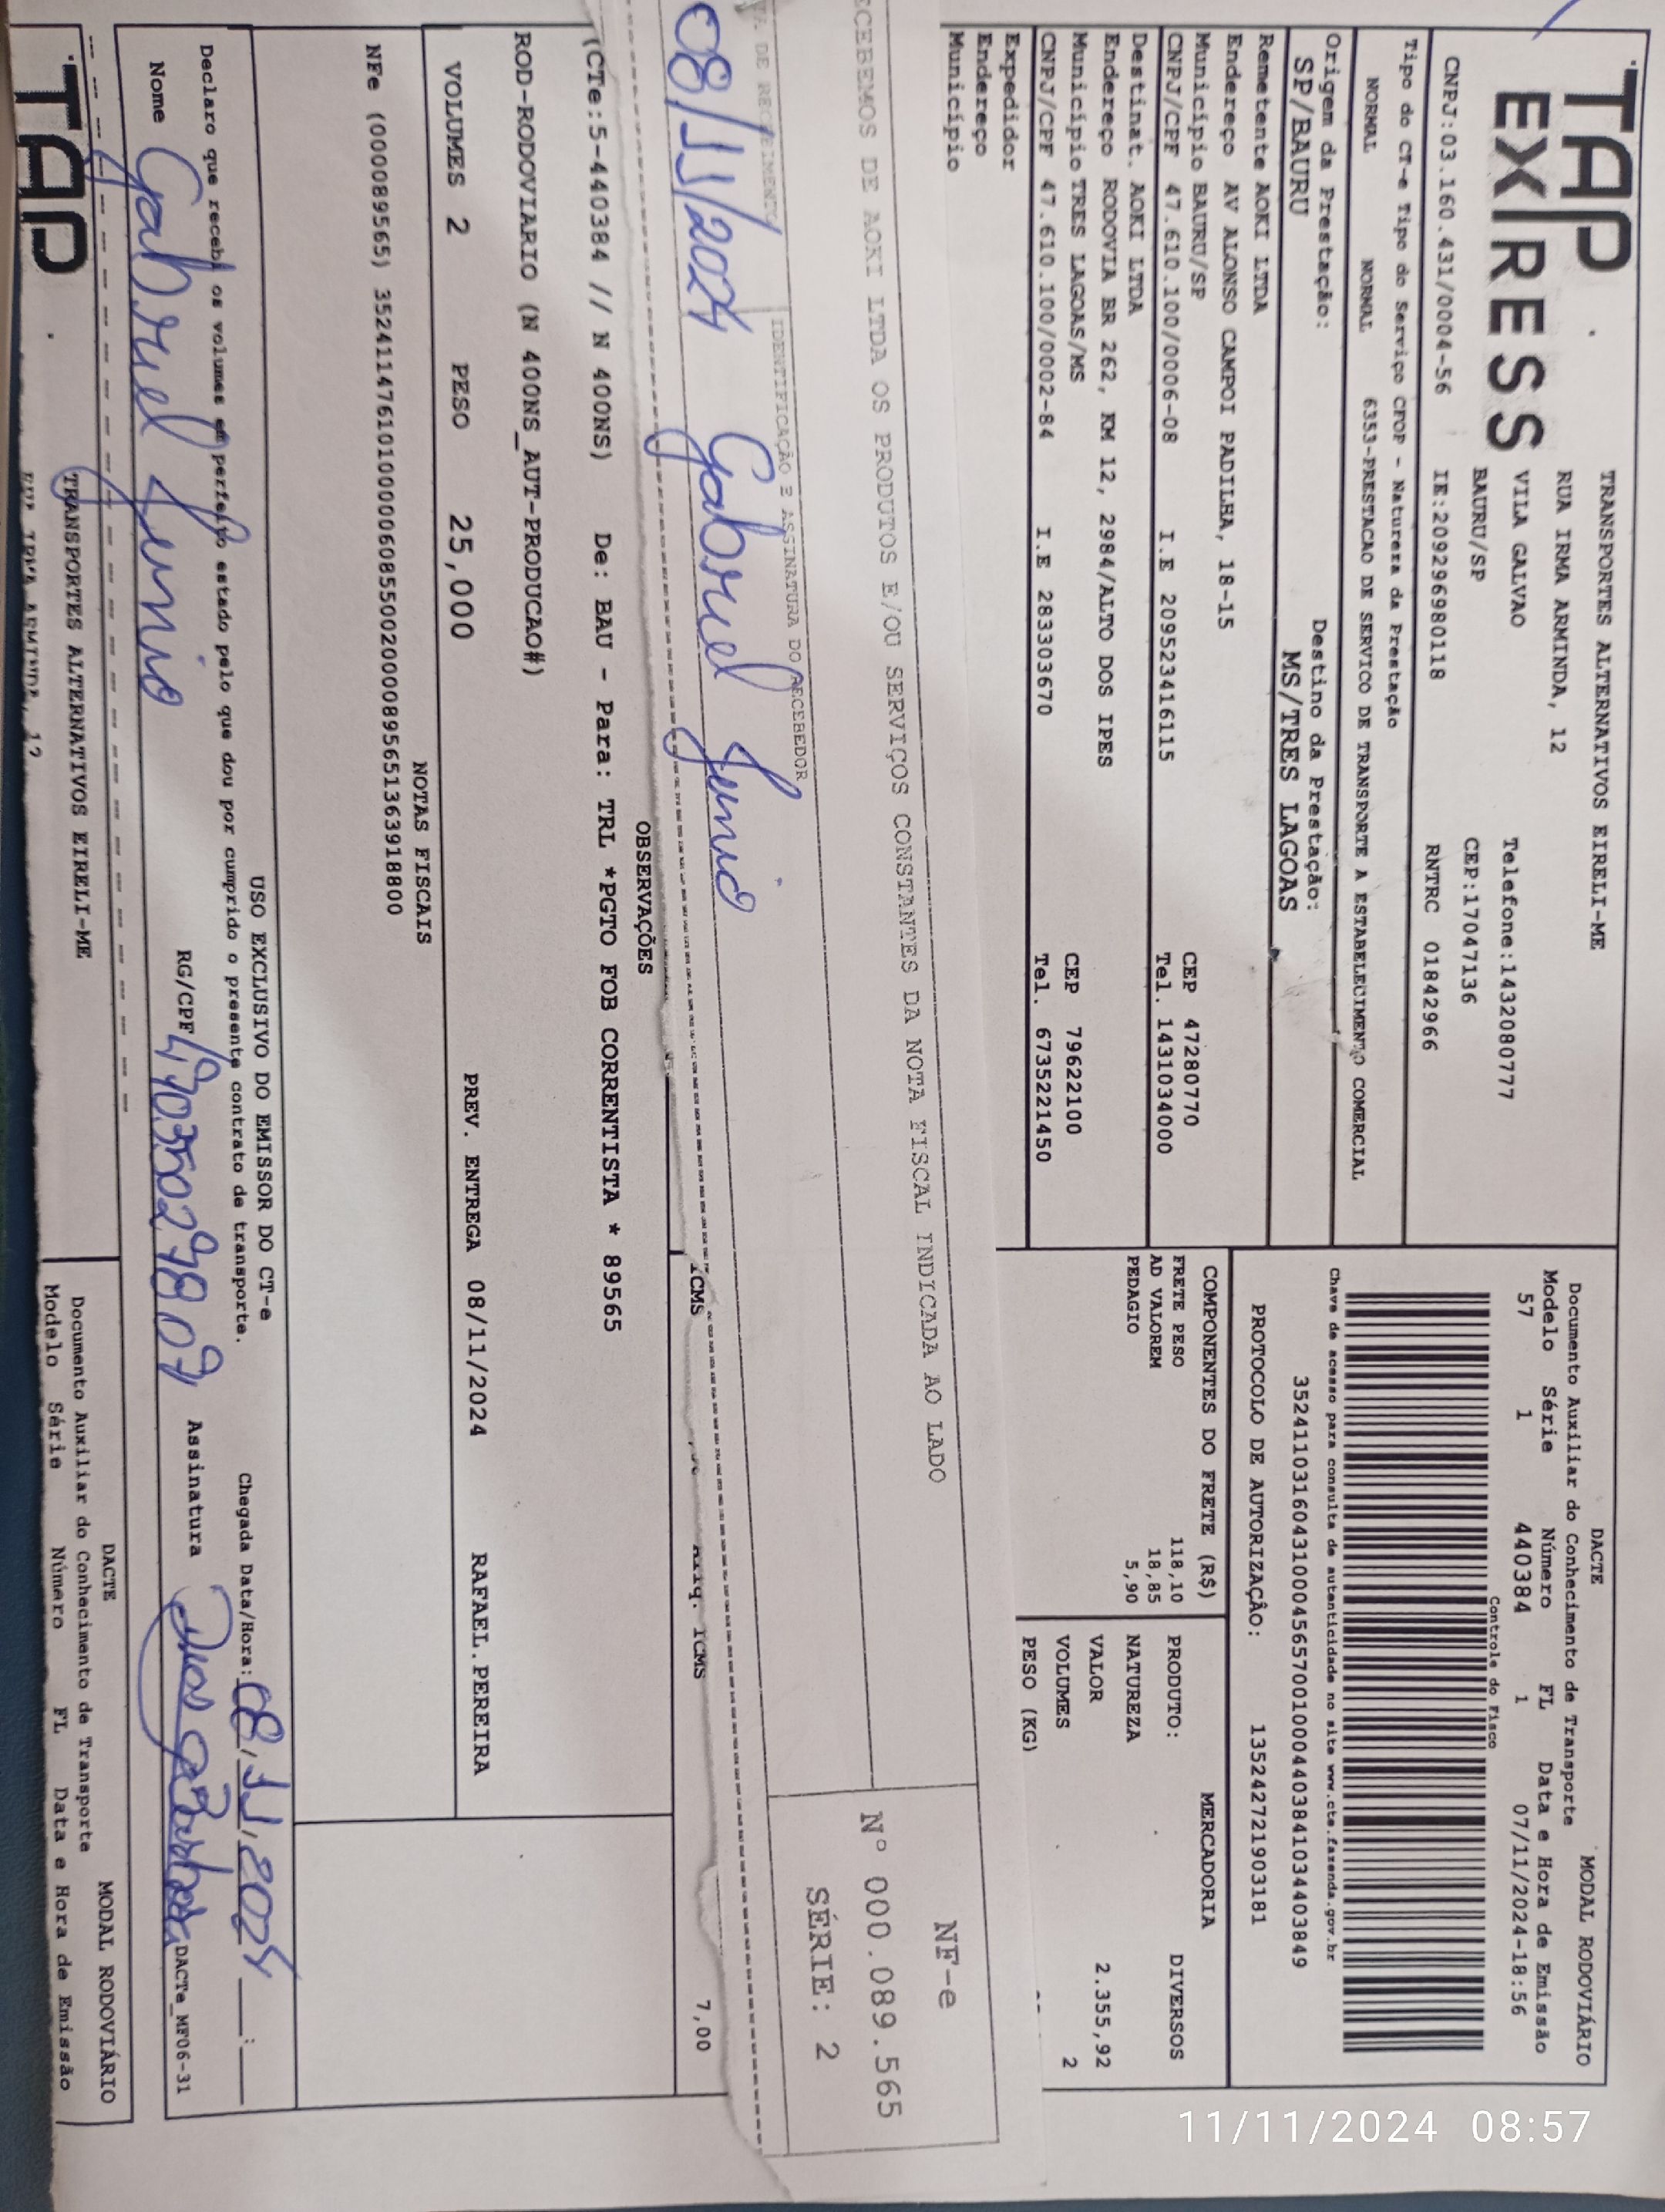 TAP
EXPRESS
TRANSPORTES ALTERNATIVOS EIRELI-ME
RUA IRMA ARMINDA, 12
VILA GALVAO Telefone:1432080777
BAURU/SP CEP:17047136
CNPJ:03.160.431/0004-56 IE:209296980118 RNTRC 01842966
DACTE MODAL RODOVIÁRIO
Documento Auxiliar do Conhecimento de Transporte
Modelo Série Número FL Data e Hora de Emissão
57 1 440384 1 07/11/2024-18:56
Controle do Fisco
Tipo do CT-e Tipo do Serviço CFOP - Natureza da Prestação
NORMAL NORMAL 6353-PRESTACAO DE SERVICO DE TRANSPORTE A ESTABELECIMENTO COMERCIAL
Chave de acesso para consulta de autenticidade no site www.cte.fazenda.gov.br
35241103160431000456570010004403841034403849
Origem da Prestação: Destino da Prestação:
SP/BAURU MS/TRES LAGOAS
PROTOCOLO DE AUTORIZAÇÃO: 135242721903181
Remetente AOKI LTDA
Endereço AV ALONSO CAMPOI PADILHA, 18-15
Município BAURU/SP CEP 47280770
CNPJ/CPF 47.610.100/0006-08 I.E 209523416115 Tel. 1431034000
Destinat. AOKI LTDA
Endereço RODOVIA BR 262, KM 12, 2984/ALTO DOS IPES
Município TRES LAGOAS/MS CEP 79622100
CNPJ/CPF 47.610.100/0002-84 I.E 283303670 Tel. 6735221450
Expedidor
Endereço
Município
COMPONENTES DO FRETE (R$)
FRETE PESO 118,10
AD VALOREM 18,85
PEDAGIO 5,90
MERCADORIA
PRODUTO: DIVERSOS
NATUREZA
VALOR 2.355,92
VOLUMES 2
PESO (KG)
ECEBEMOS DE AOKI LTDA OS PRODUTOS E/OU SERVIÇOS CONSTANTES DA NOTA FISCAL INDICADA AO LADO
NF-e
Nº 000.089.565
SÉRIE: 2
TA DE RECEBIMENTO IDENTIFICAÇÃO E ASSINATURA DO RECEBEDOR
08/11/2024 Gabriel Junio
ICMS ICMS 7,00
OBSERVAÇÕES
(CTe:5-440384 // N 400NS) De: BAU - Para: TRL *PGTO FOB CORRENTISTA * 89565
ROD-RODOVIARIO (N 400NS_AUT-PRODUCAO#)
VOLUMES 2 PESO 25,000 PREV. ENTREGA 08/11/2024 RAFAEL.PEREIRA
NOTAS FISCAIS
NFe (000089565) 35241147610100000608550020000895651363918800
USO EXCLUSIVO DO EMISSOR DO CT-e
Declaro que recebi os volumes em perfeito estado pelo que dou por cumprido o presente contrato de transporte. Chegada Data/Hora: 08/11/2024 __:__
Nome Gabriel Junio RG/CPF Assinatura
DACTe_MF06-31
TAP
TRANSPORTES ALTERNATIVOS EIRELI-ME
RUA IRMA ARMINDA, 12
DACTE MODAL RODOVIÁRIO
Documento Auxiliar do Conhecimento de Transporte
Modelo Série Número FL Data e Hora de Emissão
11/11/2024 08:57